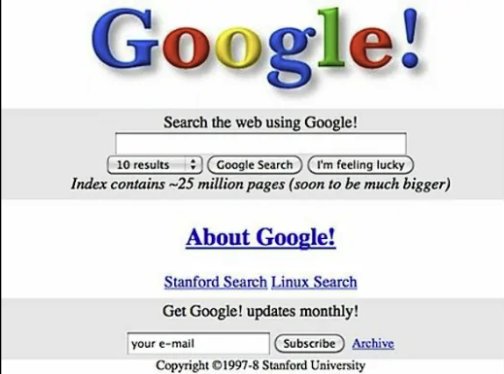 Google!
Search the web using Google!
10 results Google Search I'm feeling lucky
Index contains ~25 million pages (soon to be much bigger)
About Google!
Stanford Search Linux Search
Get Google! updates monthly!
your e-mail Subscribe Archive
Copyright ©1997-8 Stanford University